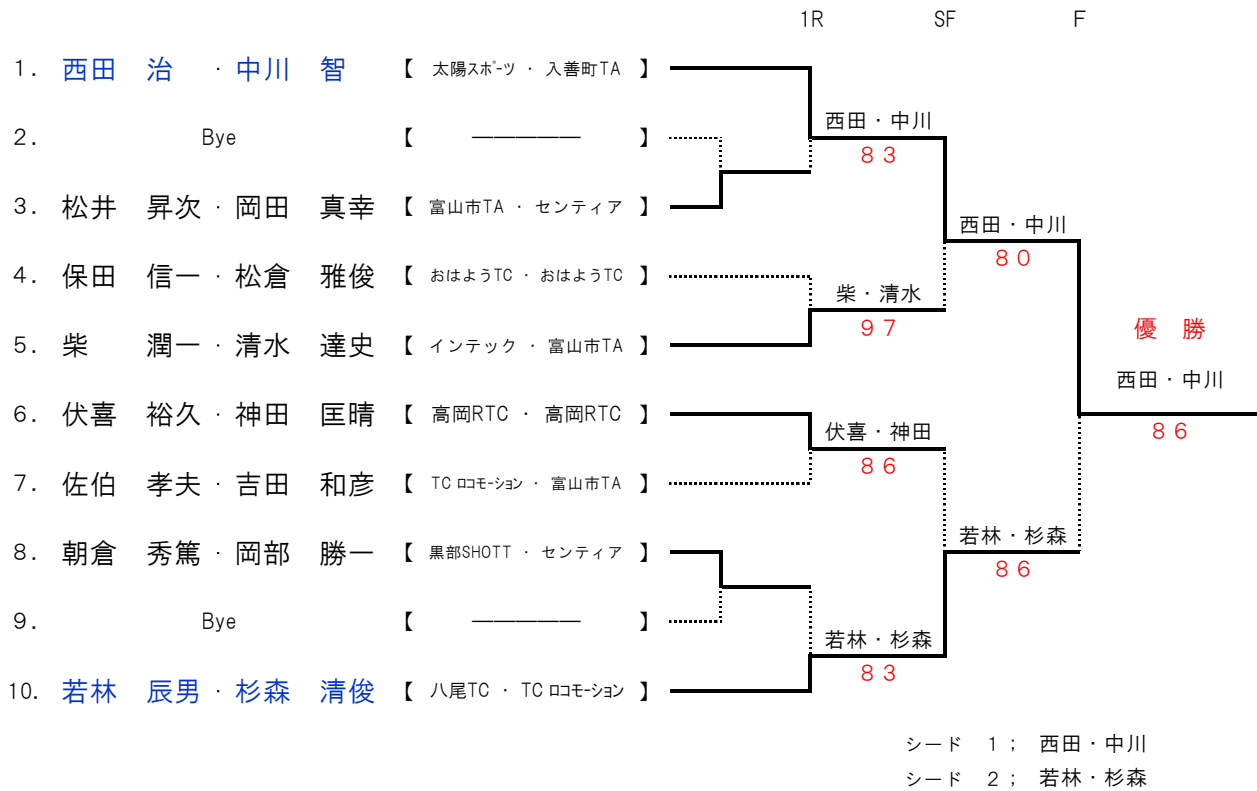 1R SF F
1. 西田 治 ・ 中川 智 【 太陽スポーツ ・ 入善町TA 】
西田・中川
2. Bye 【 ――――― 】
83
3. 松井 昇次 ・ 岡田 真幸 【 富山市TA ・ センティア 】
西田・中川
80
4. 保田 信一 ・ 松倉 雅俊 【 おはようTC ・ おはようTC 】
柴・清水
97
5. 柴 潤一 ・ 清水 達史 【 インテック ・ 富山市TA 】
優 勝
西田・中川
86
6. 伏喜 裕久 ・ 神田 匡晴 【 高岡RTC ・ 高岡RTC 】
伏喜・神田
86
7. 佐伯 孝夫 ・ 吉田 和彦 【 TC ロコモーション ・ 富山市TA 】
若林・杉森
86
8. 朝倉 秀篤 ・ 岡部 勝一 【 黒部SHOTT ・ センティア 】
9. Bye 【 ――――― 】
若林・杉森
83
10. 若林 辰男 ・ 杉森 清俊 【 八尾TC ・ TC ロコモーション 】
シード 1; 西田・中川
シード 2; 若林・杉森